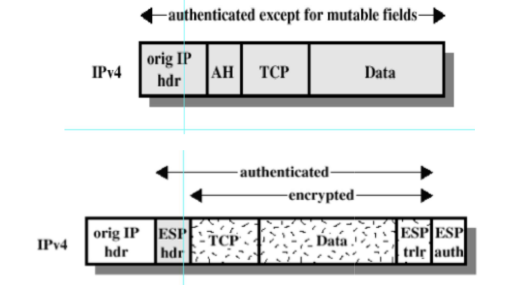 authenticated except for mutable fields
IPv4
orig IP
hdr
AH
TCP
Data
authenticated
encrypted
IPv4
orig IP
hdr
ESP
hdr
TCP
Data
ESP
trlr
ESP
auth